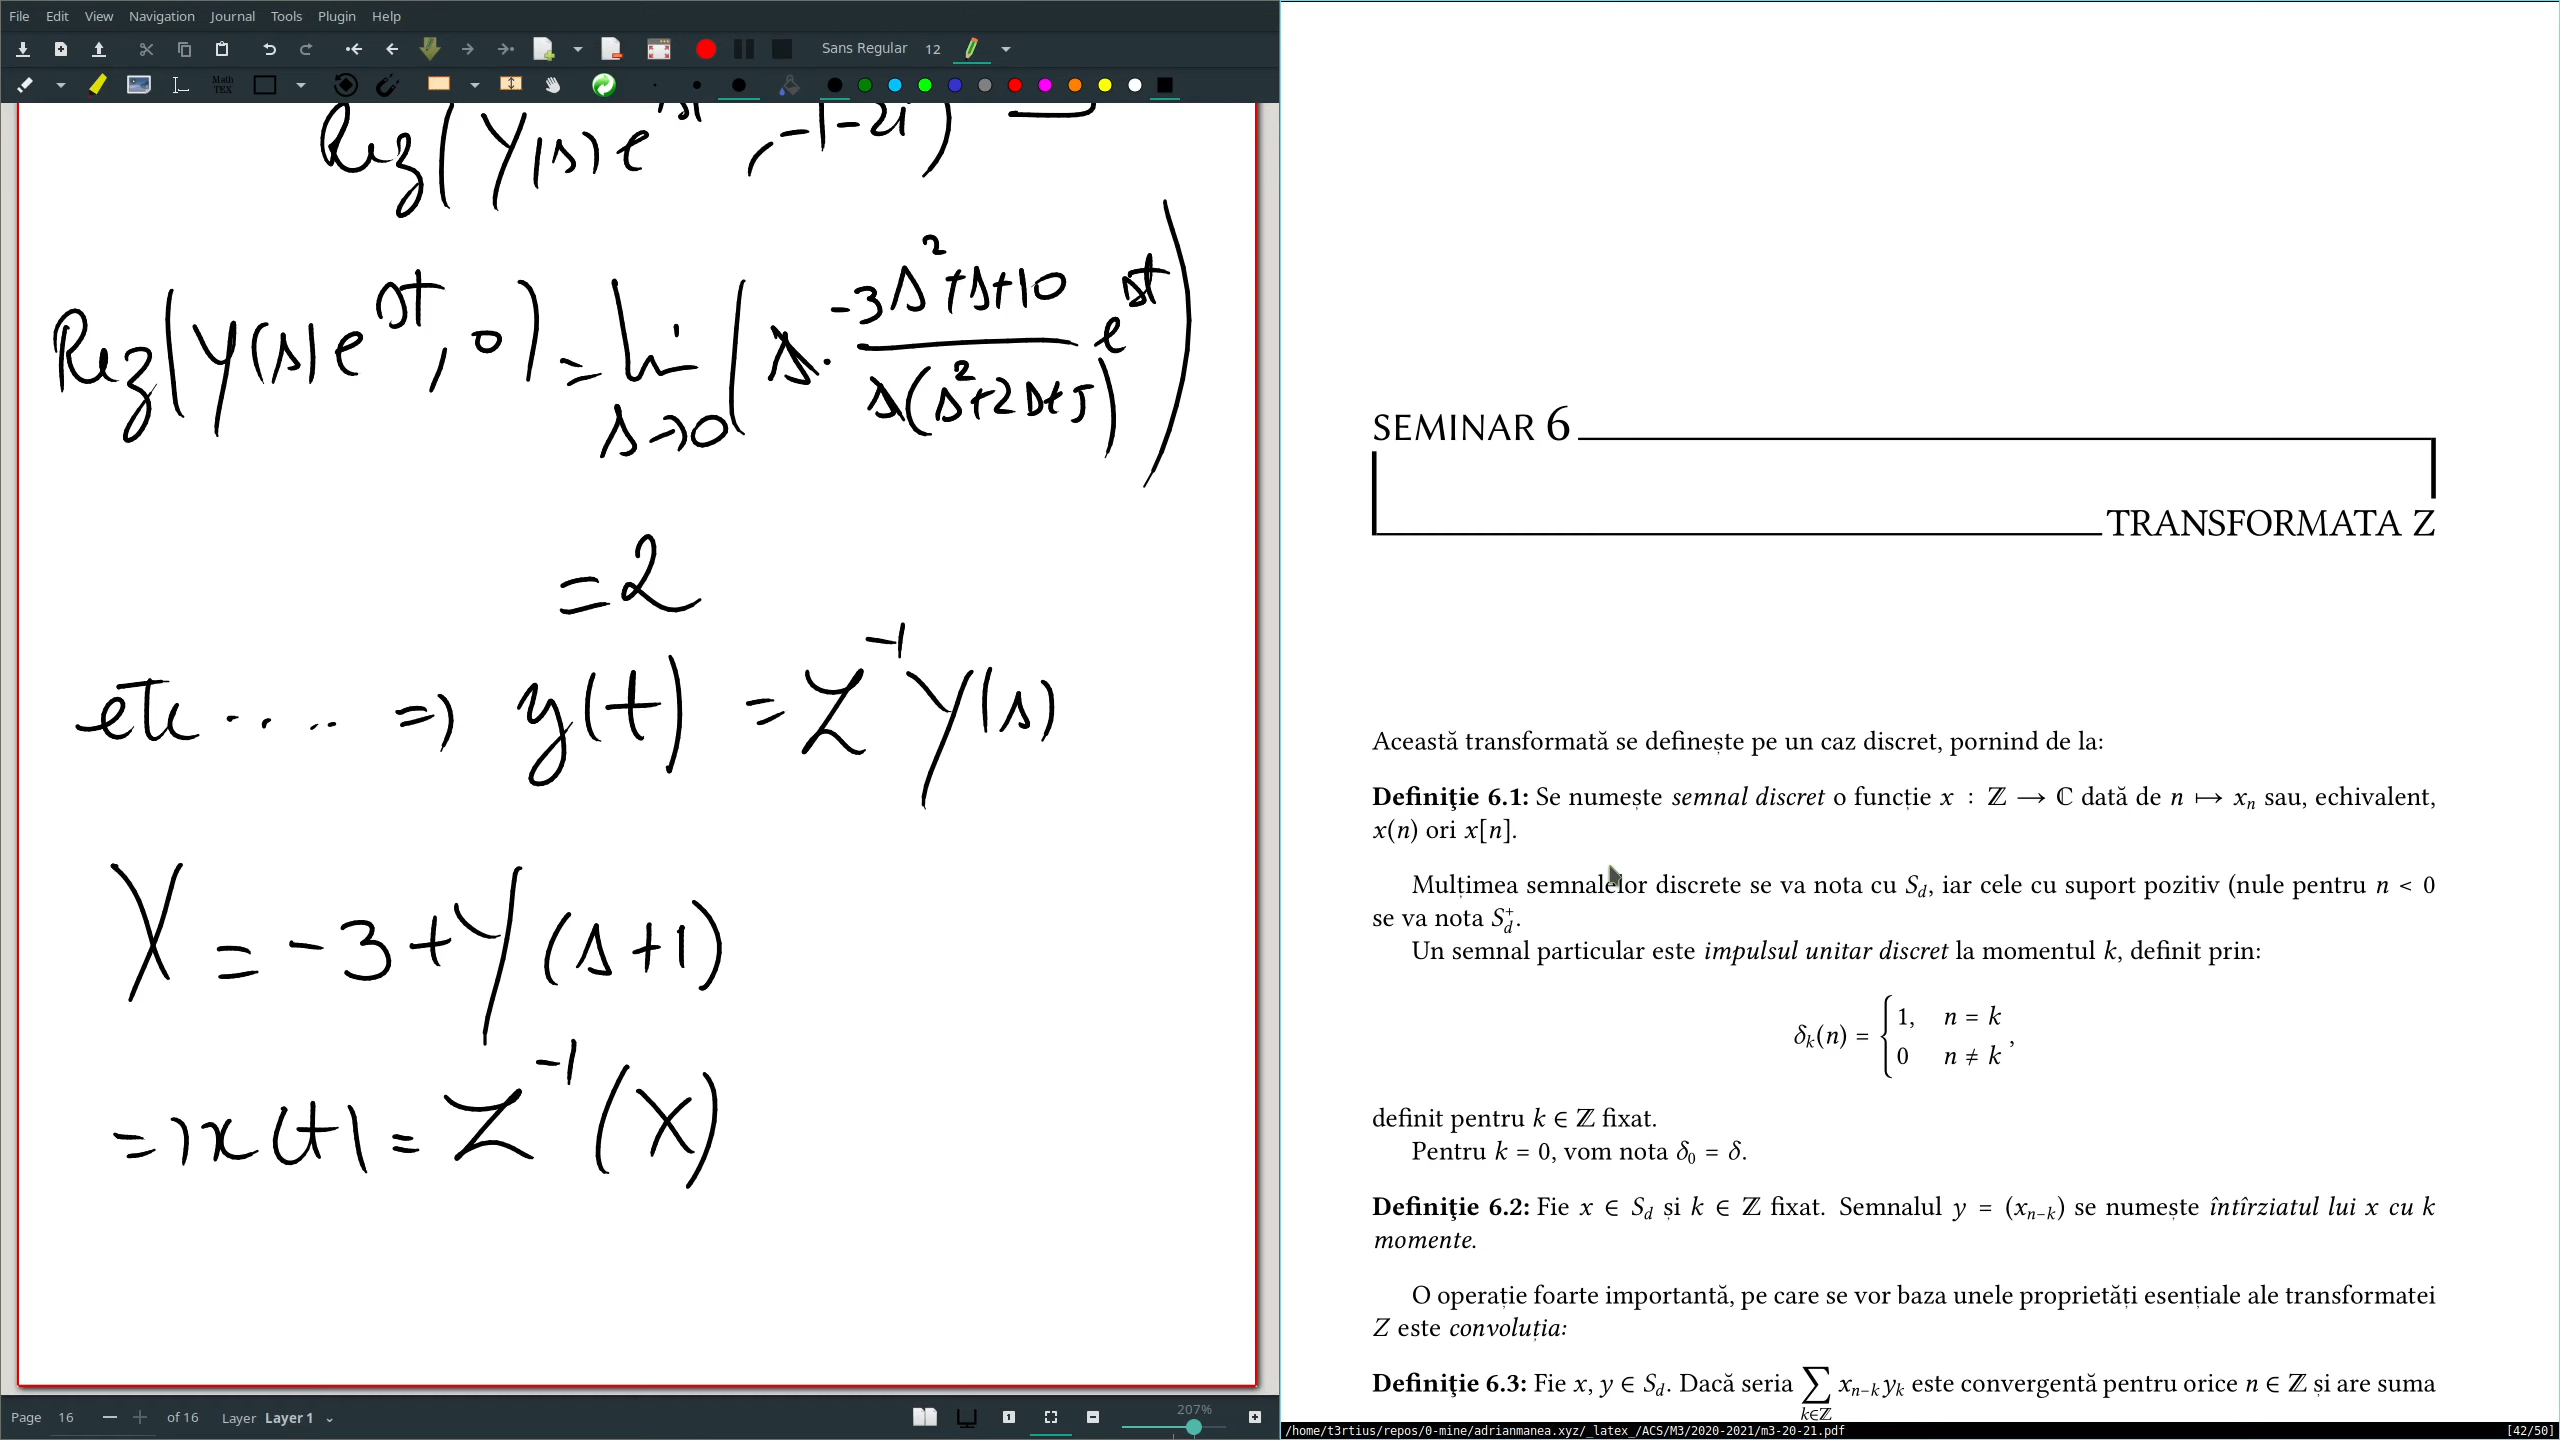 File Edit View Navigation Journal Tools Plugin Help
Sans Regular 12
Math TEX
Rez(Y(s)e^{st}, -1-2i)
Rez(Y(s)e^{st}, 0) = lim_{s→0} (s · \frac{-3s²+s+10}{s(s²+2s+5)} e^{st})
= 2
etc .... => y(t) = Z^{-1} Y(s)
X = -3 + Y(s+1)
=> x(t) = Z^{-1}(X)
Page 16 of 16 Layer Layer 1 207%
SEMINAR 6
TRANSFORMATA Z
Această transformată se definește pe un caz discret, pornind de la:
Definiţie 6.1: Se numește semnal discret o funcție x : ℤ → ℂ dată de n ↦ xₙ sau, echivalent,
x(n) ori x[n].
Mulțimea semnalelor discrete se va nota cu S_d, iar cele cu suport pozitiv (nule pentru n < 0
se va nota S_d^+.
Un semnal particular este impulsul unitar discret la momentul k, definit prin:
δ_k(n) = { 1, n = k
0 n ≠ k ,
definit pentru k ∈ ℤ fixat.
Pentru k = 0, vom nota δ₀ = δ.
Definiţie 6.2: Fie x ∈ S_d și k ∈ ℤ fixat. Semnalul y = (x_{n−k}) se numește întîrziatul lui x cu k
momente.
O operație foarte importantă, pe care se vor baza unele proprietăți esențiale ale transformatei
Z este convoluția:
Definiţie 6.3: Fie x, y ∈ S_d. Dacă seria ∑_{k∈ℤ} x_{n−k}y_k este convergentă pentru orice n ∈ ℤ și are suma
/home/t3rtius/repos/0-mine/adrianmanea.xyz/_latex_/ACS/M3/2020-2021/m3-20-21.pdf [42/50]